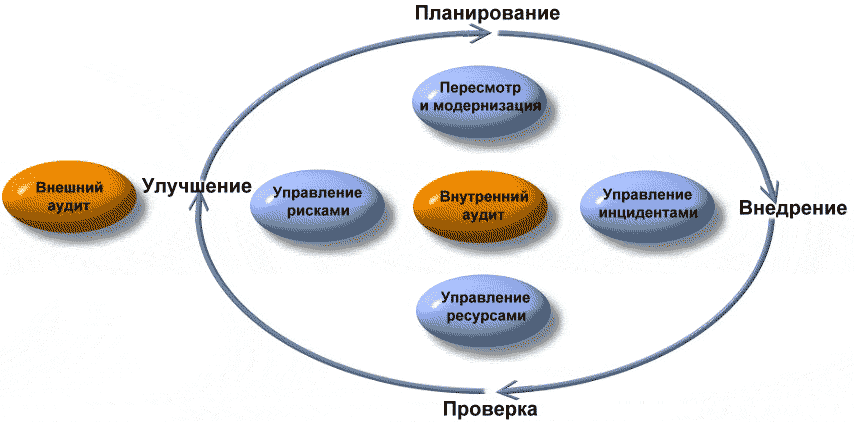 Планирование
Пересмотр
и модернизация
Внешний
аудит
Улучшение
Управление
рисками
Внутренний
аудит
Управление
инцидентами
Внедрение
Управление
ресурсами
Проверка